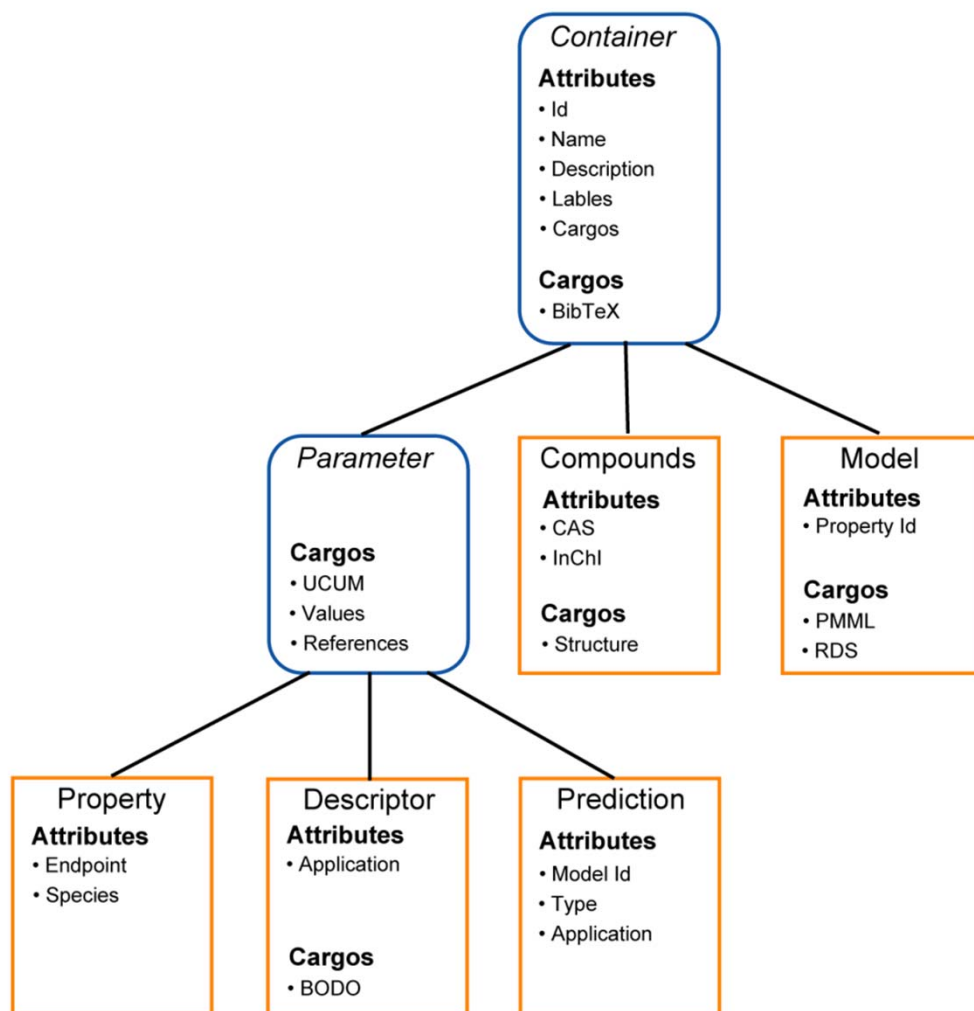 Container
Attributes
• Id
• Name
• Description
• Lables
• Cargos
Cargos
• BibTeX
Parameter
Cargos
• UCUM
• Values
• References
Compounds
Attributes
• CAS
• InChI
Cargos
• Structure
Model
Attributes
• Property Id
Cargos
• PMML
• RDS
Property
Attributes
• Endpoint
• Species
Descriptor
Attributes
• Application
Cargos
• BODO
Prediction
Attributes
• Model Id
• Type
• Application